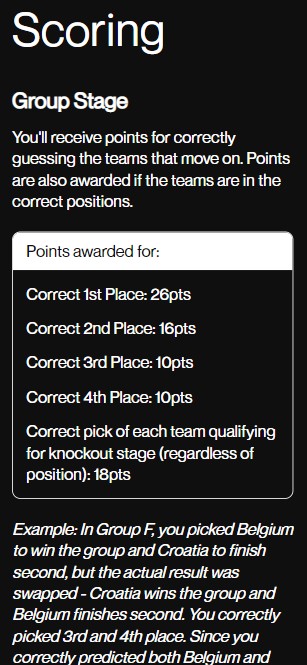 Scoring
Group Stage
You'll receive points for correctly
guessing the teams that move on. Points
are also awarded if the teams are in the
correct positions.
Points awarded for:
Correct 1st Place: 26pts
Correct 2nd Place: 16pts
Correct 3rd Place: 10pts
Correct 4th Place: 10pts
Correct pick of each team qualifying
for knockout stage (regardless of
position): 18pts
Example: In Group F, you picked Belgium
to win the group and Croatia to finish
second, but the actual result was
swapped - Croatia wins the group and
Belgium finishes second. You correctly
picked 3rd and 4th place. Since you
correctly predicted both Belgium and